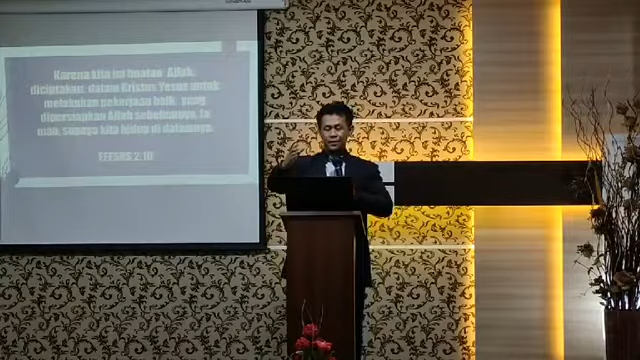 Karena kita ini buatan Allah,
diciptakan dalam Kristus Yesus untuk
melakukan pekerjaan baik, yang
dipersiapkan Allah sebelumnya. Ia
mau, supaya kita hidup di dalamnya.
EFESUS 2:10